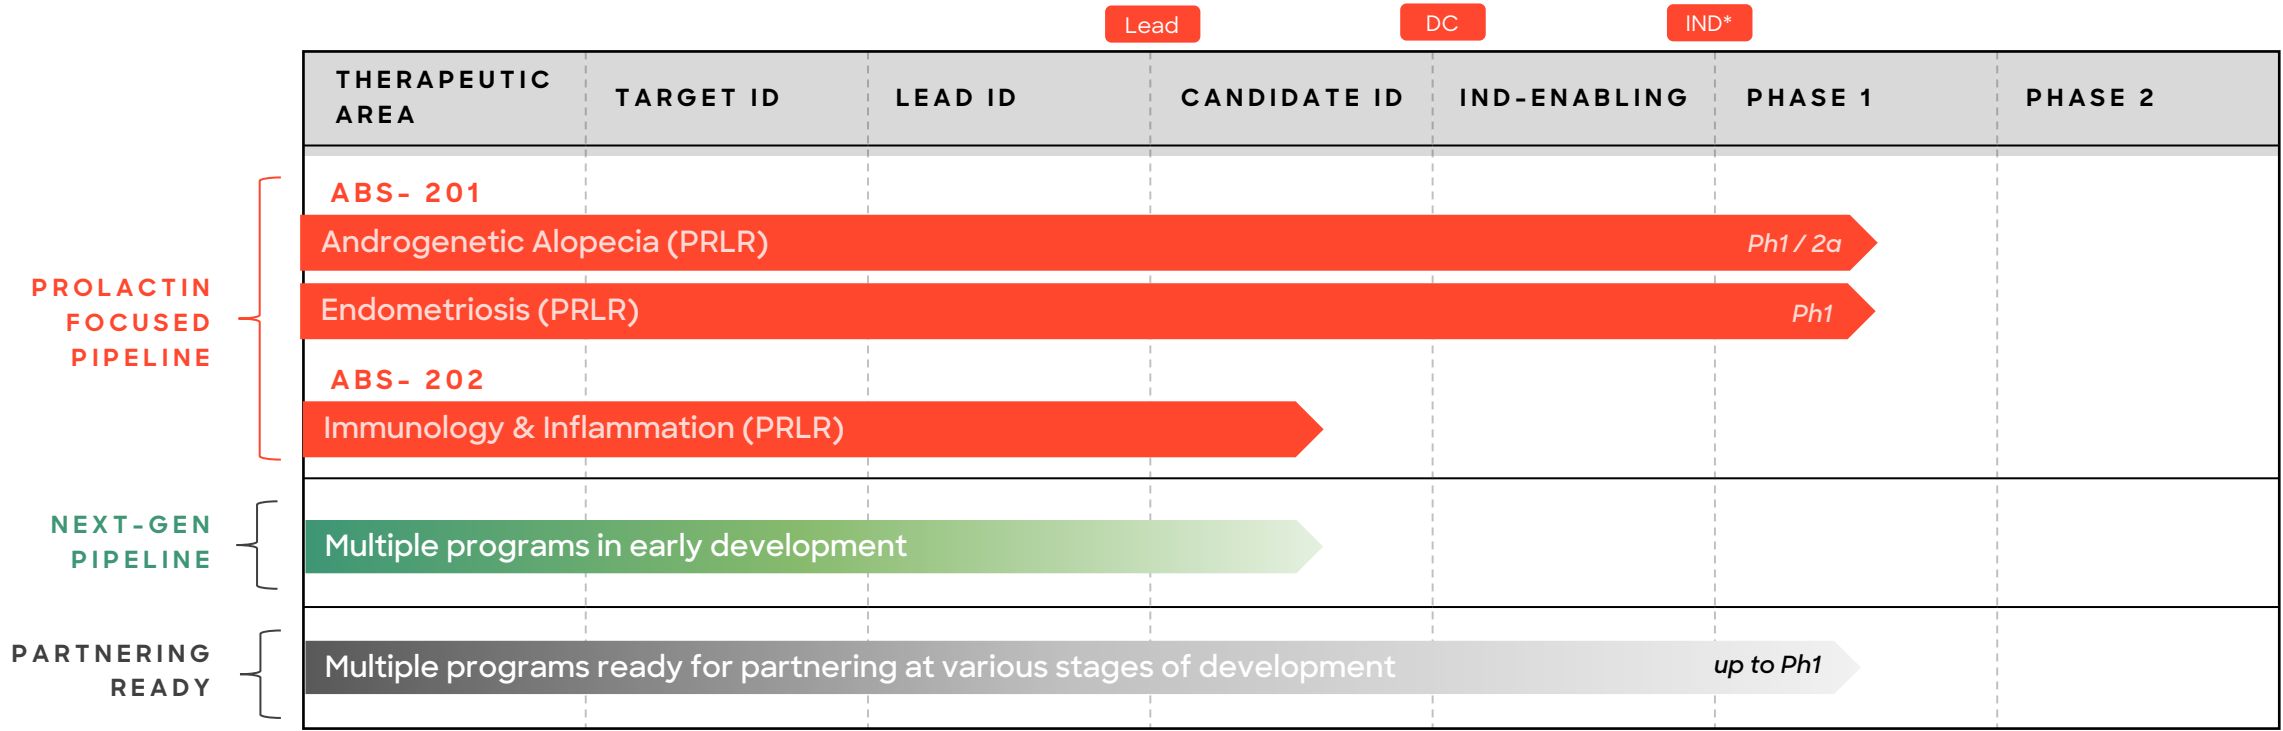 Lead
DC
IND*
THERAPEUTIC
AREA
TARGET ID
LEAD ID
CANDIDATE ID
IND-ENABLING
PHASE 1
PHASE 2
PROLACTIN
FOCUSED
PIPELINE
ABS- 201
Androgenetic Alopecia (PRLR)
Ph1 / 2a
Endometriosis (PRLR)
Ph1
ABS- 202
Immunology & Inflammation (PRLR)
NEXT-GEN
PIPELINE
Multiple programs in early development
PARTNERING
READY
Multiple programs ready for partnering at various stages of development
up to Ph1